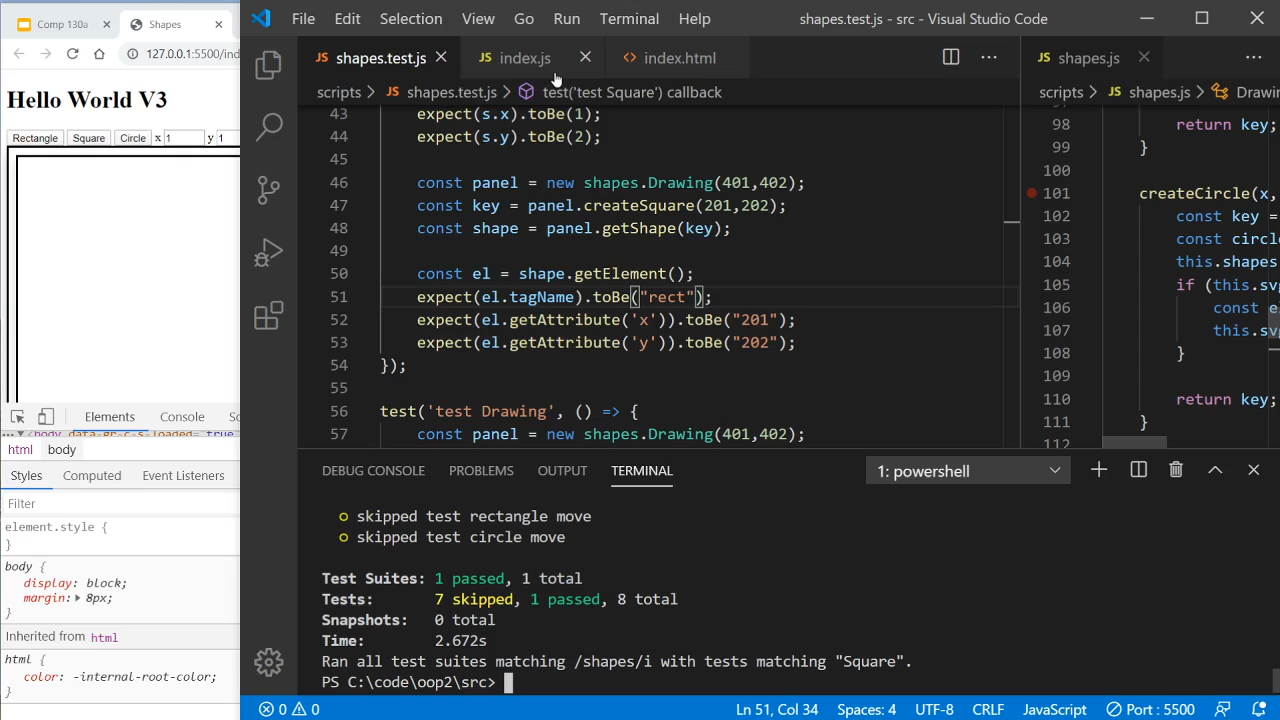 Comp 130a
Shapes
127.0.0.1:5500/ind
Hello World V3
Rectangle Square Circle x 1 y 1
Elements Console
html body
Styles Computed Event Listeners
Filter
element.style {
}
body {
display: block;
margin: 8px;
}
Inherited from html
html {
color: -internal-root-color;
}
File Edit Selection View Go Run Terminal Help
shapes.test.js - src - Visual Studio Code
JS shapes.test.js
JS index.js
index.html
scripts > JS shapes.test.js > test('test Square') callback
43 expect(s.x).toBe(1);
44 expect(s.y).toBe(2);
45
46 const panel = new shapes.Drawing(401,402);
47 const key = panel.createSquare(201,202);
48 const shape = panel.getShape(key);
49
50 const el = shape.getElement();
51 expect(el.tagName).toBe("rect");
52 expect(el.getAttribute('x')).toBe("201");
53 expect(el.getAttribute('y')).toBe("202");
54 });
55
56 test('test Drawing', () => {
57 const panel = new shapes.Drawing(401,402);
JS shapes.js
scripts > JS shapes.js > Drawin
98 return key;
99 }
100
101 createCircle(x,
102 const key =
103 const circl
104 this.shapes
105 if (this.sv
106 const e
107 this.sv
108 }
109
110 return key;
111 }
112
DEBUG CONSOLE PROBLEMS OUTPUT TERMINAL
1: powershell
skipped test rectangle move
skipped test circle move
Test Suites: 1 passed, 1 total
Tests: 7 skipped, 1 passed, 8 total
Snapshots: 0 total
Time: 2.672s
Ran all test suites matching /shapes/i with tests matching "Square".
PS C:\code\oop2\src>
0 0
Ln 51, Col 34 Spaces: 4 UTF-8 CRLF JavaScript Port : 5500